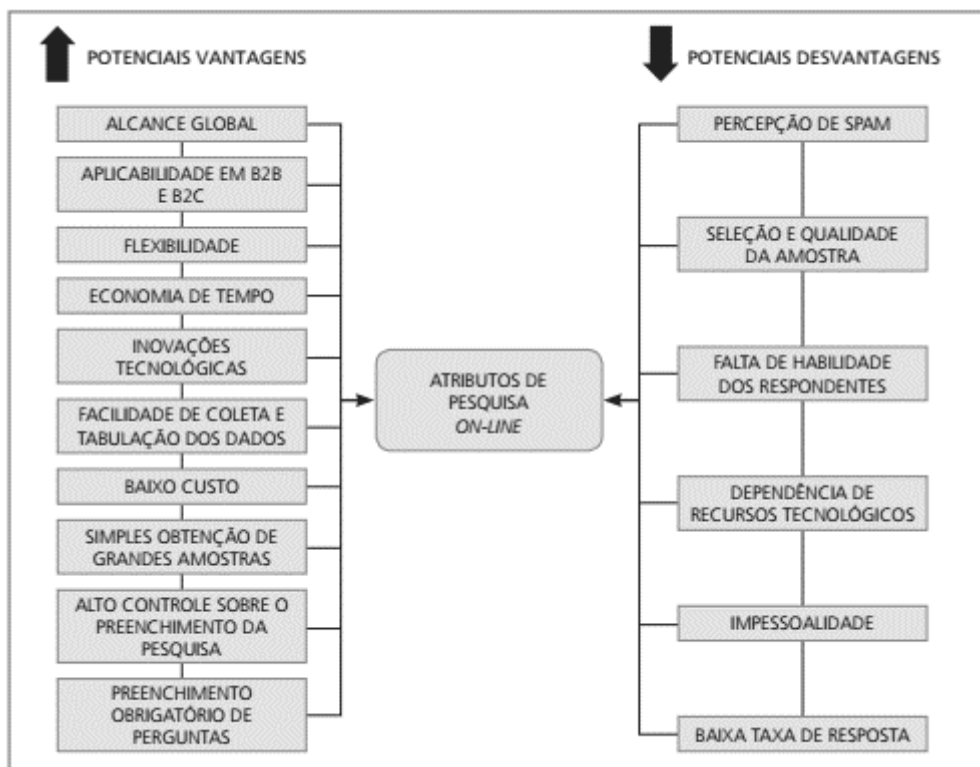 POTENCIAIS VANTAGENS
ALCANCE GLOBAL
APLICABILIDADE EM B2B
E B2C
FLEXIBILIDADE
ECONOMIA DE TEMPO
INOVAÇÕES
TECNOLÓGICAS
FACILIDADE DE COLETA E
TABULAÇÃO DOS DADOS
BAIXO CUSTO
SIMPLES OBTENÇÃO DE
GRANDES AMOSTRAS
ALTO CONTROLE SOBRE O
PREENCHIMENTO DA
PESQUISA
PREENCHIMENTO
OBRIGATÓRIO DE
PERGUNTAS
ATRIBUTOS DE
PESQUISA
ON-LINE
POTENCIAIS DESVANTAGENS
PERCEPÇÃO DE SPAM
SELEÇÃO E QUALIDADE
DA AMOSTRA
FALTA DE HABILIDADE
DOS RESPONDENTES
DEPENDÊNCIA DE
RECURSOS TECNOLÓGICOS
IMPESSOALIDADE
BAIXA TAXA DE RESPOSTA